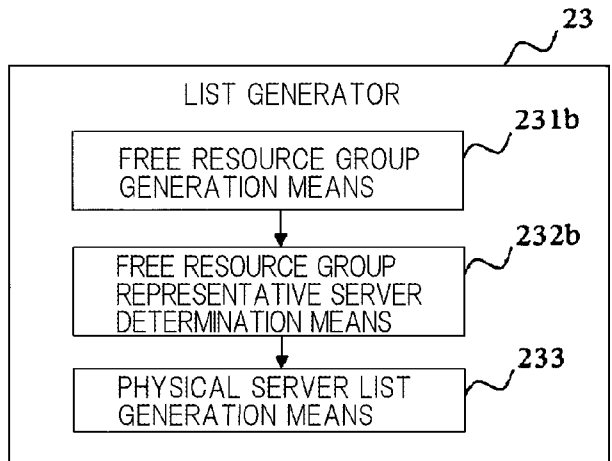 23
LIST GENERATOR
231b
FREE RESOURCE GROUP
GENERATION MEANS
232b
FREE RESOURCE GROUP
REPRESENTATIVE SERVER
DETERMINATION MEANS
233
PHYSICAL SERVER LIST
GENERATION MEANS